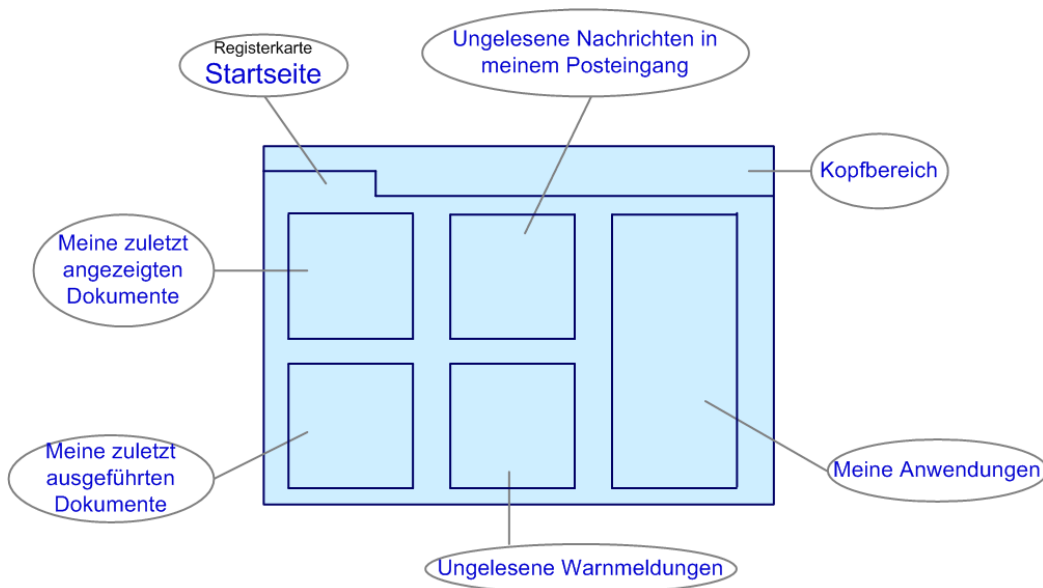 Registerkarte
Startseite
Ungelesene Nachrichten in
meinem Posteingang
Kopfbereich
Meine zuletzt
angezeigten
Dokumente
Meine zuletzt
ausgeführten
Dokumente
Meine Anwendungen
Ungelesene Warnmeldungen